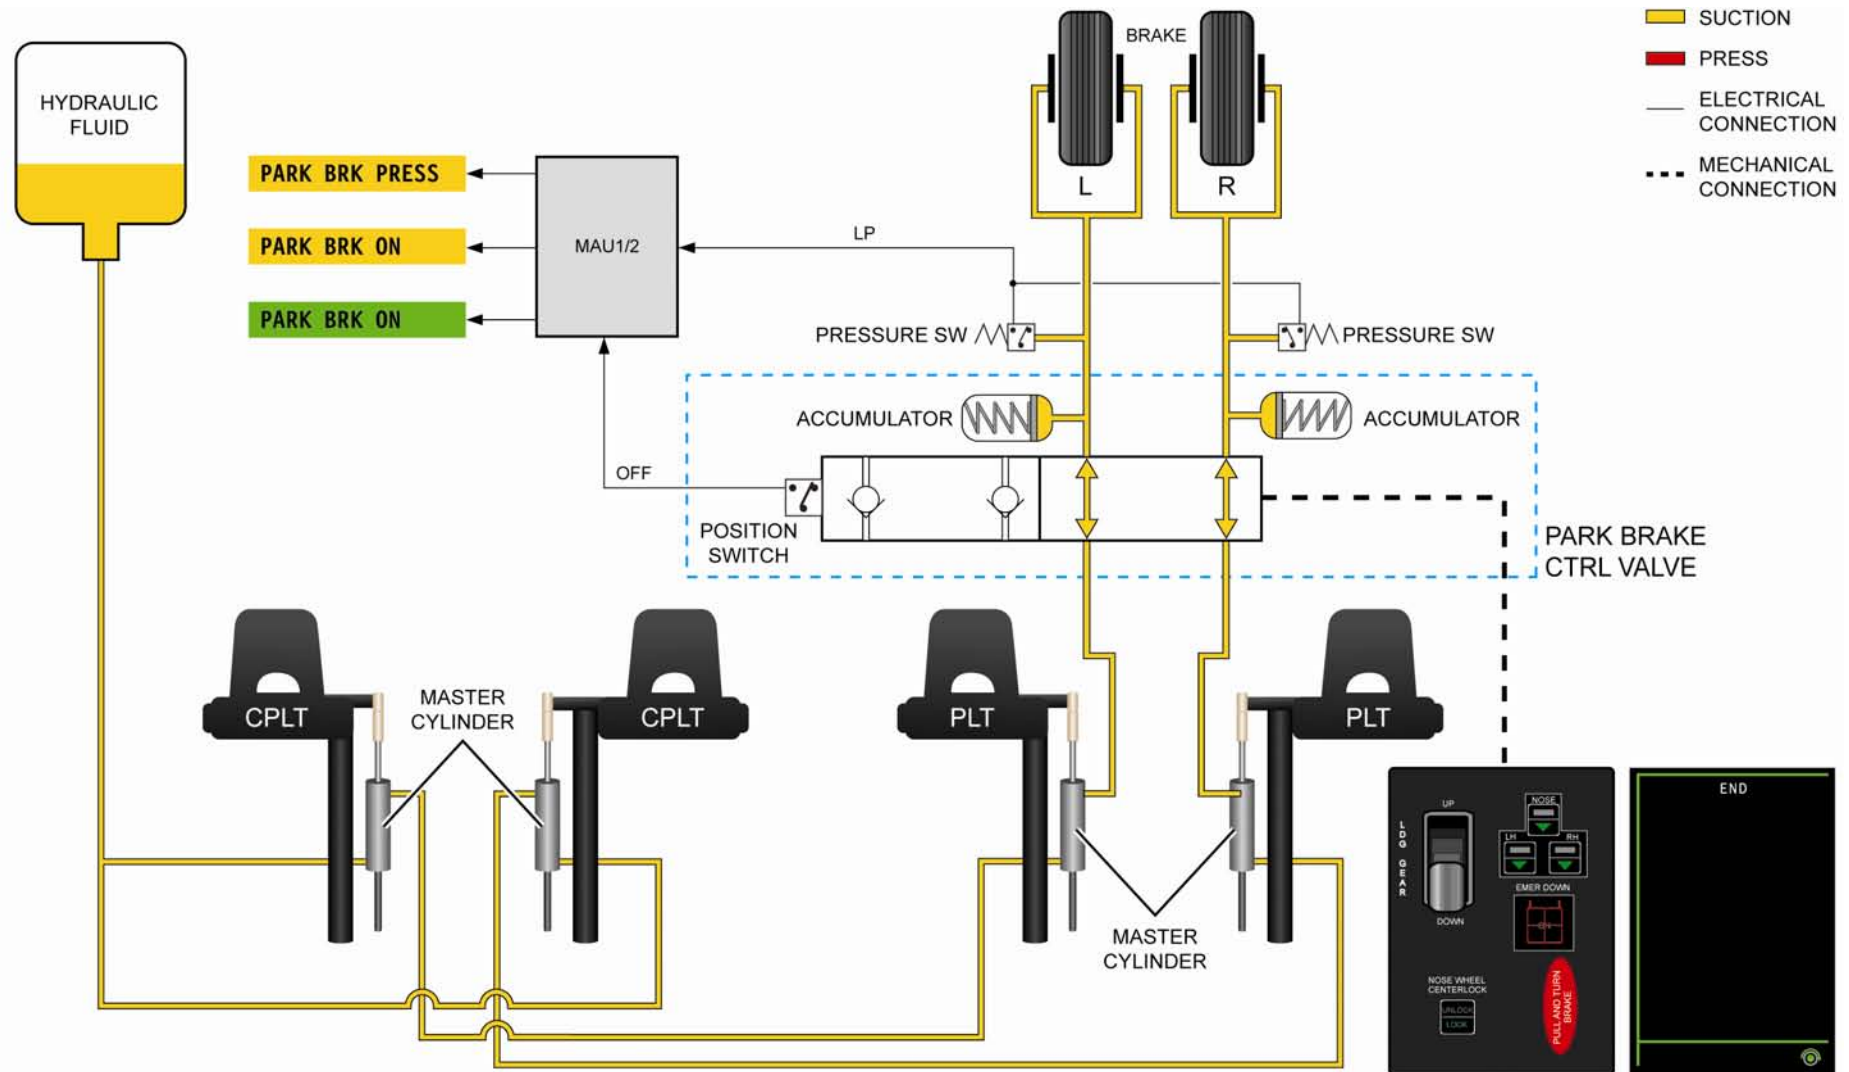 HYDRAULIC
FLUID
PARK BRK PRESS
PARK BRK ON
PARK BRK ON
MAU1/2
LP
OFF
BRAKE
L
R
SUCTION
PRESS
ELECTRICAL
CONNECTION
MECHANICAL
CONNECTION
PRESSURE SW
PRESSURE SW
ACCUMULATOR
ACCUMULATOR
POSITION
SWITCH
PARK BRAKE
CTRL VALVE
CPLT
MASTER
CYLINDER
CPLT
PLT
PLT
MASTER
CYLINDER
UP
LDG GEAR
DOWN
NOSE
LH
RH
EMER DOWN
NOSE WHEEL
CENTERLOCK
UNLOCK
LOCK
PULL AND TURN
BRAKE
END